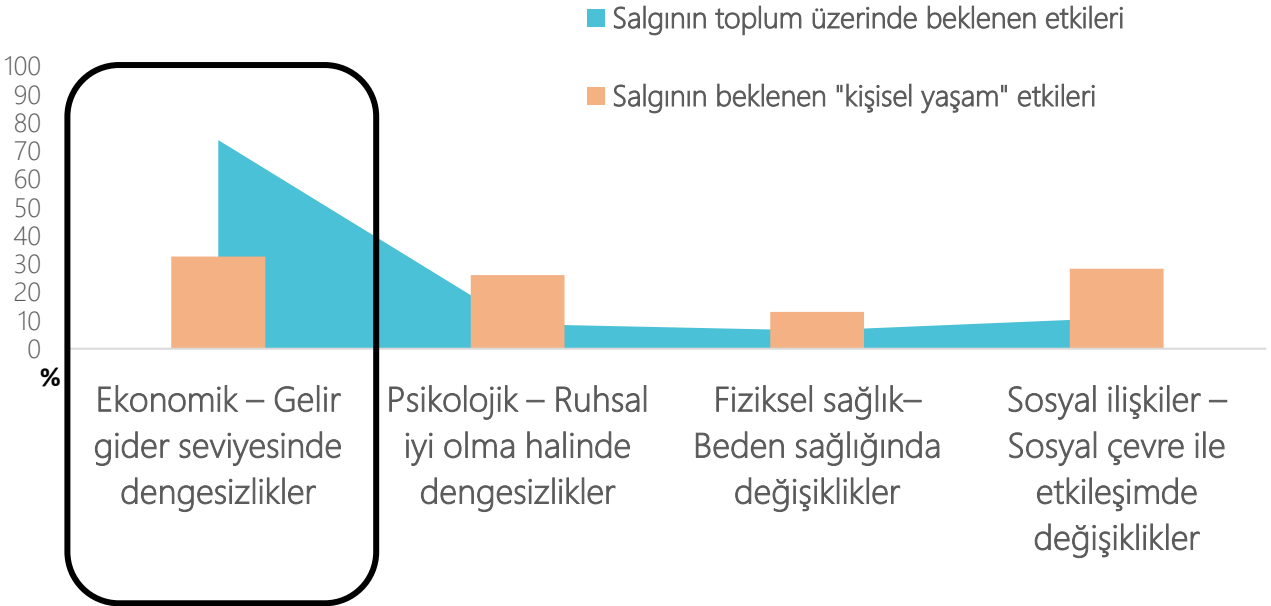 Salgının toplum üzerinde beklenen etkileri
Salgının beklenen "kişisel yaşam" etkileri
100
90
80
70
60
50
40
30
20
10
0
%
Ekonomik – Gelir
gider seviyesinde
dengesizlikler
Psikolojik – Ruhsal
iyi olma halinde
dengesizlikler
Fiziksel sağlık–
Beden sağlığında
değişiklikler
Sosyal ilişkiler –
Sosyal çevre ile
etkileşimde
değişiklikler